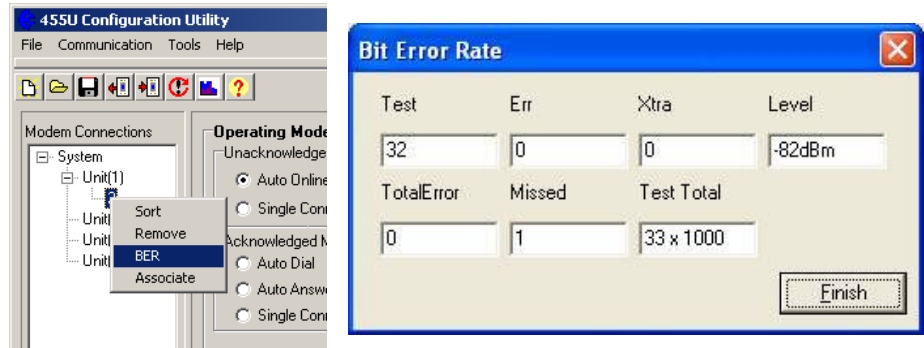 455U Configuration Utility
File Communication Tools Help
Modem Connections
System
Unit(1)
Unit(
Unit(
Unit(
Sort
Remove
BER
Associate
Operating Mode
Unacknowledge
Auto Online
Single Conn
Acknowledged M
Auto Dial
Auto Answ
Single Conn
Bit Error Rate
Test Err Xtra Level
32 0 0 -82dBm
TotalError Missed Test Total
0 1 33 x 1000
Finish